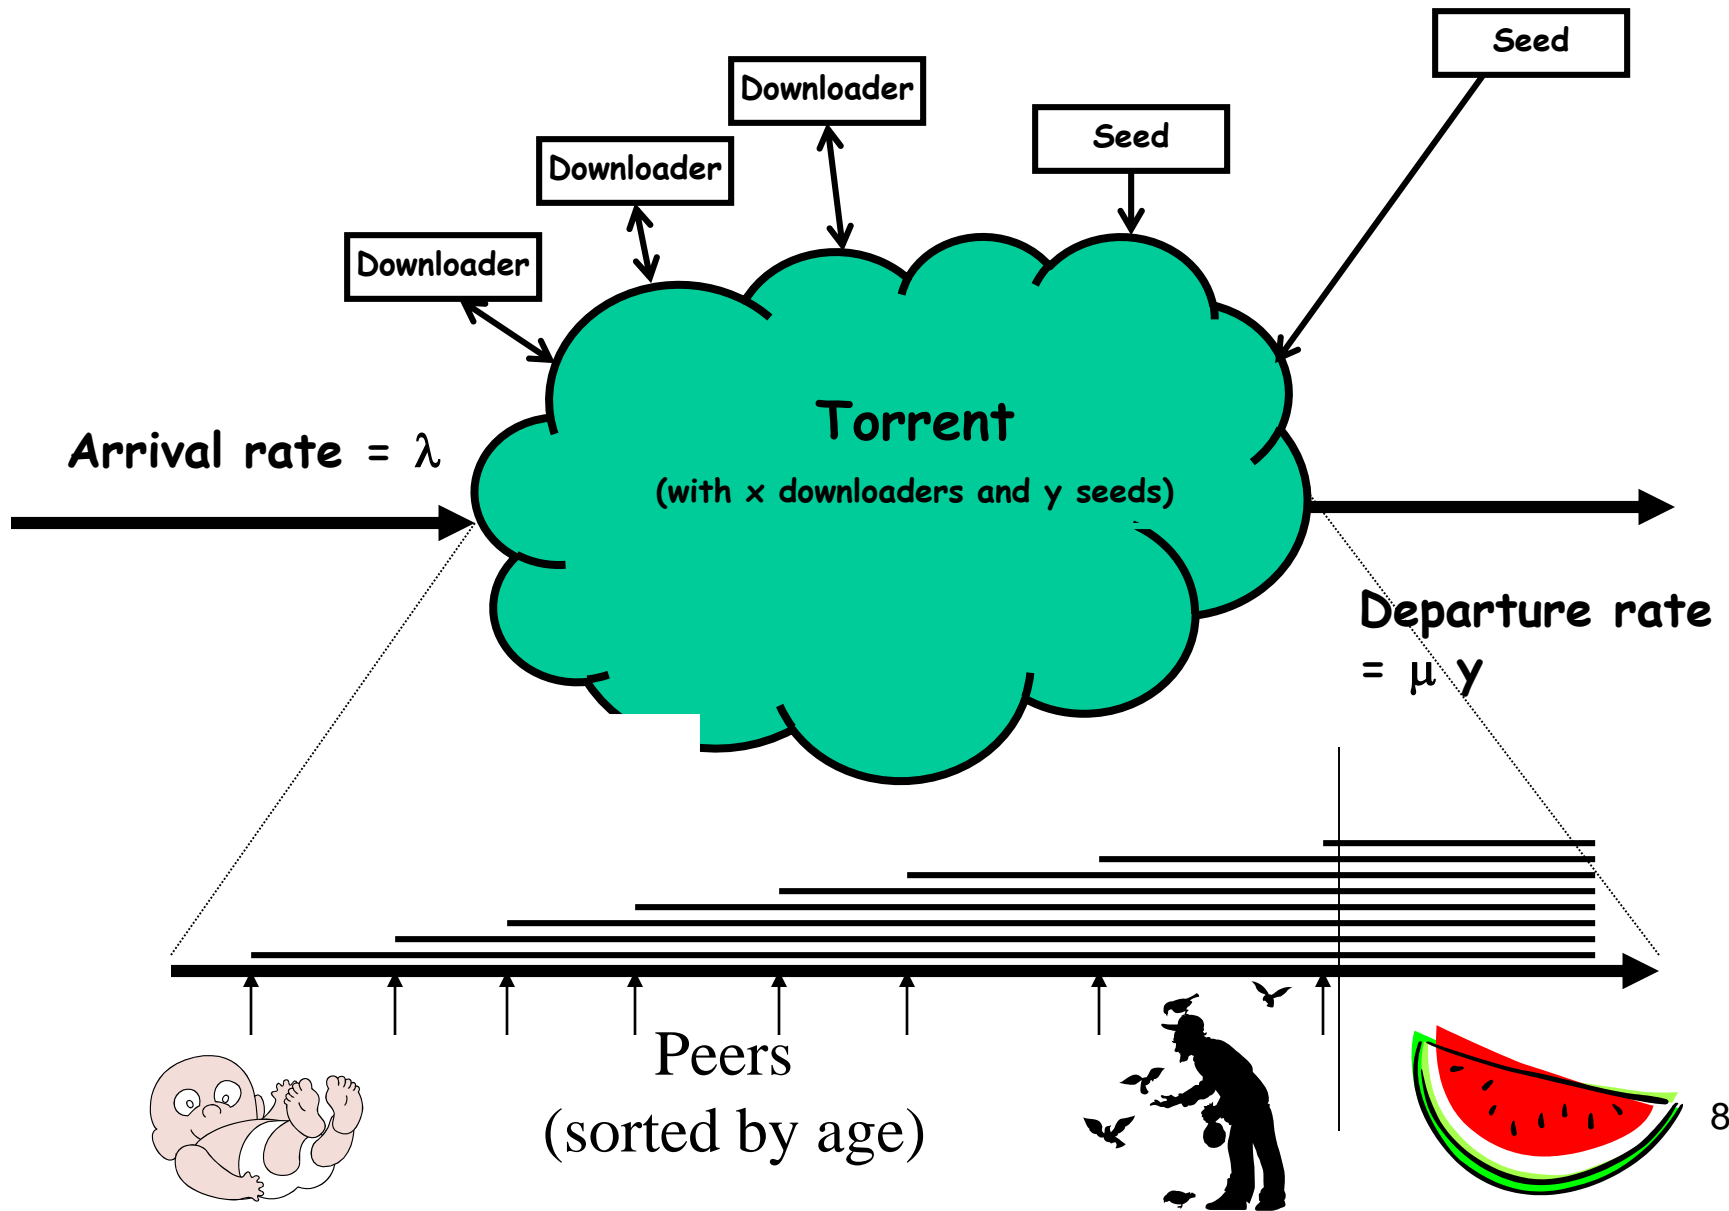 Seed
Downloader
Seed
Downloader
Downloader
Torrent
Arrival rate = λ
(with x downloaders and y seeds)
Departure rate
= μ y
Peers
(sorted by age)
8